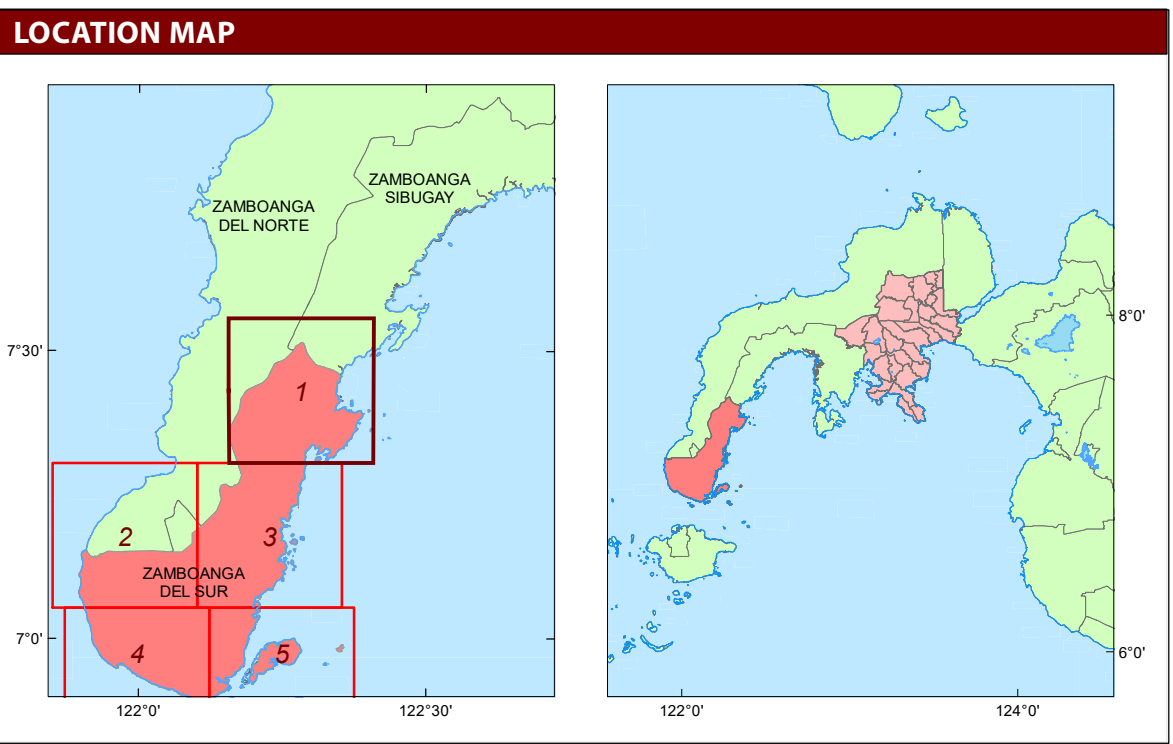 LOCATION MAP
ZAMBOANGA
SIBUGAY
ZAMBOANGA
DEL NORTE
7°30'
1
2
3
ZAMBOANGA
DEL SUR
7°0'
4
5
122°0'
122°30'
8°0'
6°0'
122°0'
124°0'